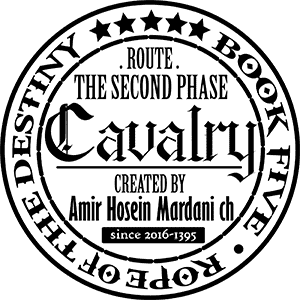 ROPE OF THE DESTINY ★★★★★ BOOK FIVE •
. ROUTE .
THE SECOND PHASE
Cavalry
CREATED BY
Amir Hosein Mardani ch
since 2016-1395